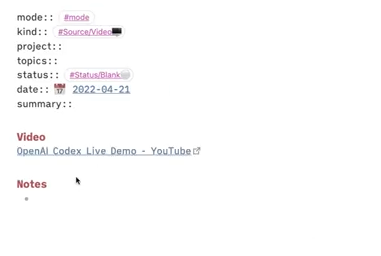 mode:: #mode
kind:: #Source/Video🖥️
project::
topics::
status:: #Status/Blank⚪
date:: 📅 2022-04-21
summary::
Video
OpenAI Codex Live Demo - YouTube
Notes